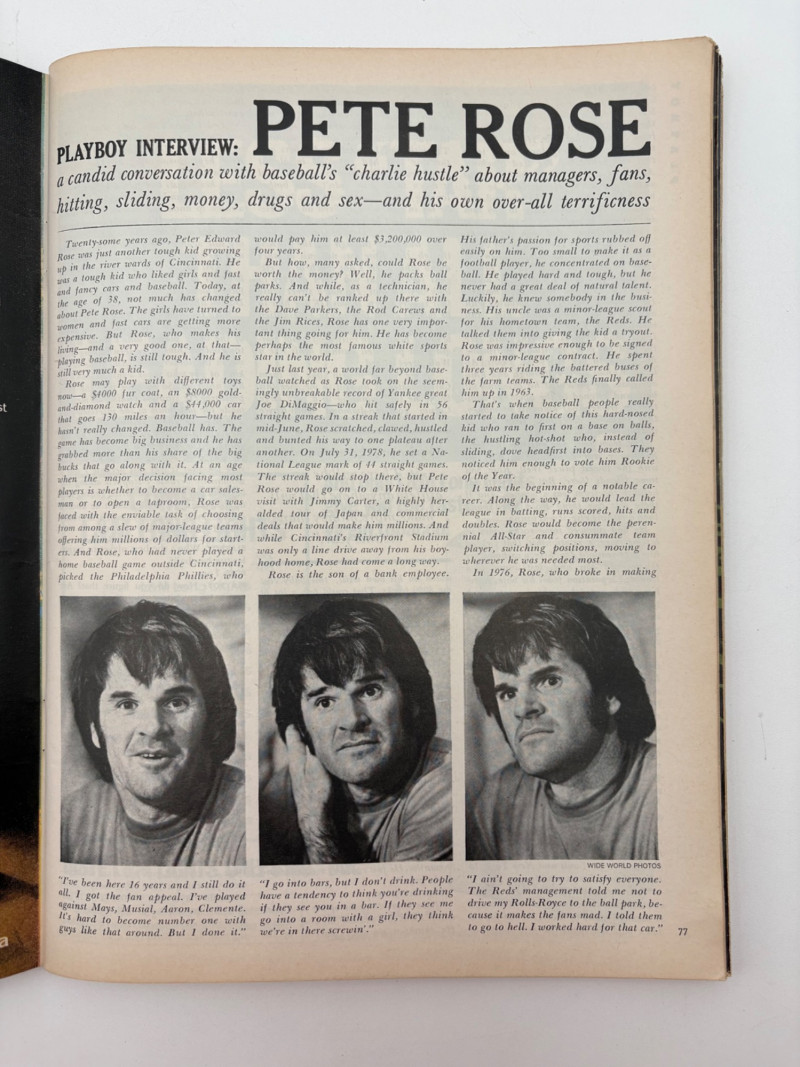 st
a
PLAYBOY INTERVIEW: PETE ROSE
a candid conversation with baseball's "charlie hustle" about managers, fans,
hitting, sliding, money, drugs and sex—and his own over-all terrificness
Twenty-some years ago, Peter Edward
Rose was just another tough kid growing
up in the river wards of Cincinnati. He
was a tough kid who liked girls and fast
and fancy cars and baseball. Today, at
the age of 38, not much has changed
about Pete Rose. The girls have turned to
women and fast cars are getting more
expensive. But Rose, who makes his
living—and a very good one, at that—
playing baseball, is still tough. And he is
still very much a kid.
Rose may play with different toys
now—a $4000 fur coat, an $8000 gold-
and-diamond watch and a $44,000 car
that goes 130 miles an hour—but he
hasn't really changed. Baseball has. The
game has become big business and he has
grabbed more than his share of the big
bucks that go along with it. At an age
when the major decision facing most
players is whether to become a car sales-
man or to open a taproom, Rose was
faced with the enviable task of choosing
from among a slew of major-league teams
offering him millions of dollars for start-
ers. And Rose, who had never played a
home baseball game outside Cincinnati,
picked the Philadelphia Phillies, who
would pay him at least $3,200,000 over
four years.
But how, many asked, could Rose be
worth the money? Well, he packs ball
parks. And while, as a technician, he
really can't be ranked up there with
the Dave Parkers, the Rod Carews and
the Jim Rices, Rose has one very impor-
tant thing going for him. He has become
perhaps the most famous white sports
star in the world.
Just last year, a world far beyond base-
ball watched as Rose took on the seem-
ingly unbreakable record of Yankee great
Joe DiMaggio—who hit safely in 56
straight games. In a streak that started in
mid-June, Rose scratched, clawed, hustled
and bunted his way to one plateau after
another. On July 31, 1978, he set a Na-
tional League mark of 44 straight games.
The streak would stop there, but Pete
Rose would go on to a White House
visit with Jimmy Carter, a highly her-
alded tour of Japan and commercial
deals that would make him millions. And
while Cincinnati's Riverfront Stadium
was only a line drive away from his boy-
hood home, Rose had come a long way.
Rose is the son of a bank employee.
His father's passion for sports rubbed off
easily on him. Too small to make it as a
football player, he concentrated on base-
ball. He played hard and tough, but he
never had a great deal of natural talent.
Luckily, he knew somebody in the busi-
ness. His uncle was a minor-league scout
for his hometown team, the Reds. He
talked them into giving the kid a tryout.
Rose was impressive enough to be signed
to a minor-league contract. He spent
three years riding the battered buses of
the farm teams. The Reds finally called
him up in 1963.
That's when baseball people really
started to take notice of this hard-nosed
kid who ran to first on a base on balls,
the hustling hot-shot who, instead of
sliding, dove headfirst into bases. They
noticed him enough to vote him Rookie
of the Year.
It was the beginning of a notable ca-
reer. Along the way, he would lead the
league in batting, runs scored, hits and
doubles. Rose would become the peren-
nial All-Star and consummate team
player, switching positions, moving to
wherever he was needed most.
In 1976, Rose, who broke in making
WIDE WORLD PHOTOS
"I've been here 16 years and I still do it
all. I got the fan appeal. I've played
against Mays, Musial, Aaron, Clemente.
It's hard to become number one with
guys like that around. But I done it."
"I go into bars, but I don't drink. People
have a tendency to think you're drinking
if they see you in a bar. If they see me
go into a room with a girl, they think
we're in there screwin'."
"I ain't going to try to satisfy everyone.
The Reds' management told me not to
drive my Rolls-Royce to the ball park, be-
cause it makes the fans mad. I told them
to go to hell. I worked hard for that car."
77